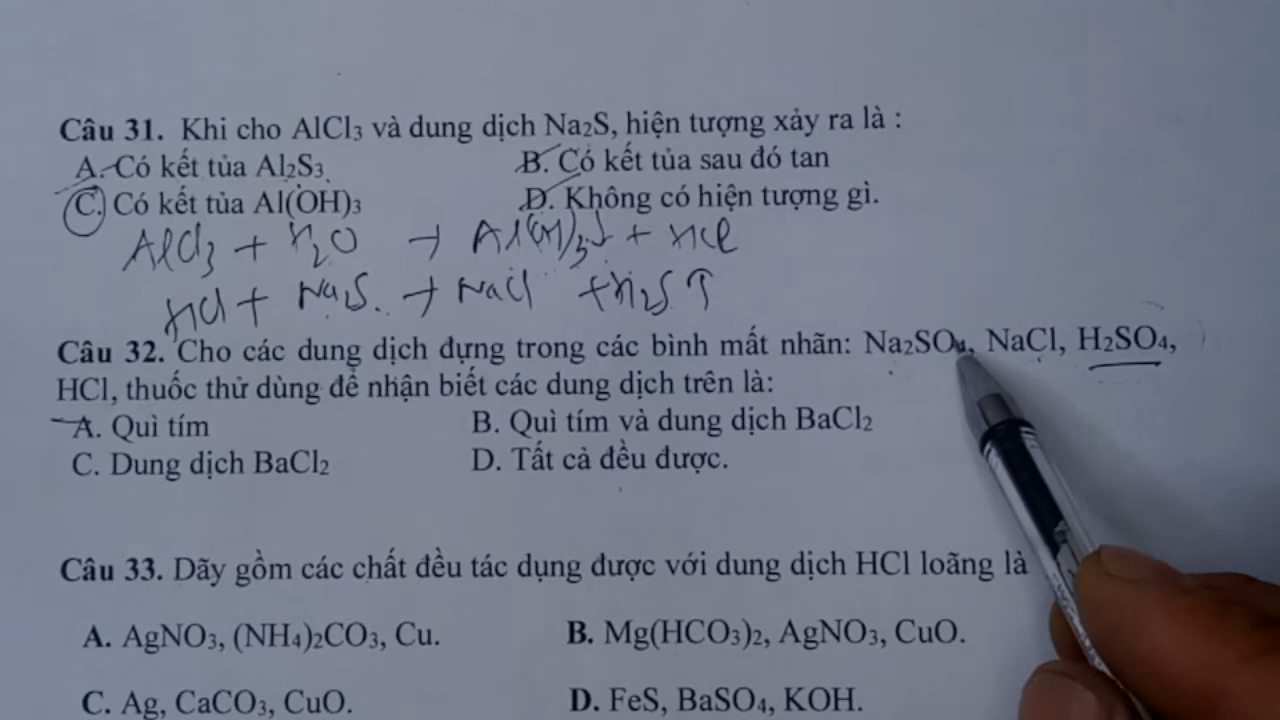 Câu 31. Khi cho AlCl3 và dung dịch Na2S, hiện tượng xảy ra là :
A. Có kết tủa Al2S3
B. Có kết tủa sau đó tan
C. Có kết tủa Al(OH)3
D. Không có hiện tượng gì.
AlCl3 + H2O → Al(OH)3↓ + HCl
HCl + Na2S → NaCl + H2S ↑
Câu 32. Cho các dung dịch đựng trong các bình mất nhãn: Na2SO4, NaCl, H2SO4,
HCl, thuốc thử dùng để nhận biết các dung dịch trên là:
A. Quì tím
B. Quì tím và dung dịch BaCl2
C. Dung dịch BaCl2
D. Tất cả đều được.
Câu 33. Dãy gồm các chất đều tác dụng được với dung dịch HCl loãng là
A. AgNO3, (NH4)2CO3, Cu.
B. Mg(HCO3)2, AgNO3, CuO.
C. Ag, CaCO3, CuO.
D. FeS, BaSO4, KOH.